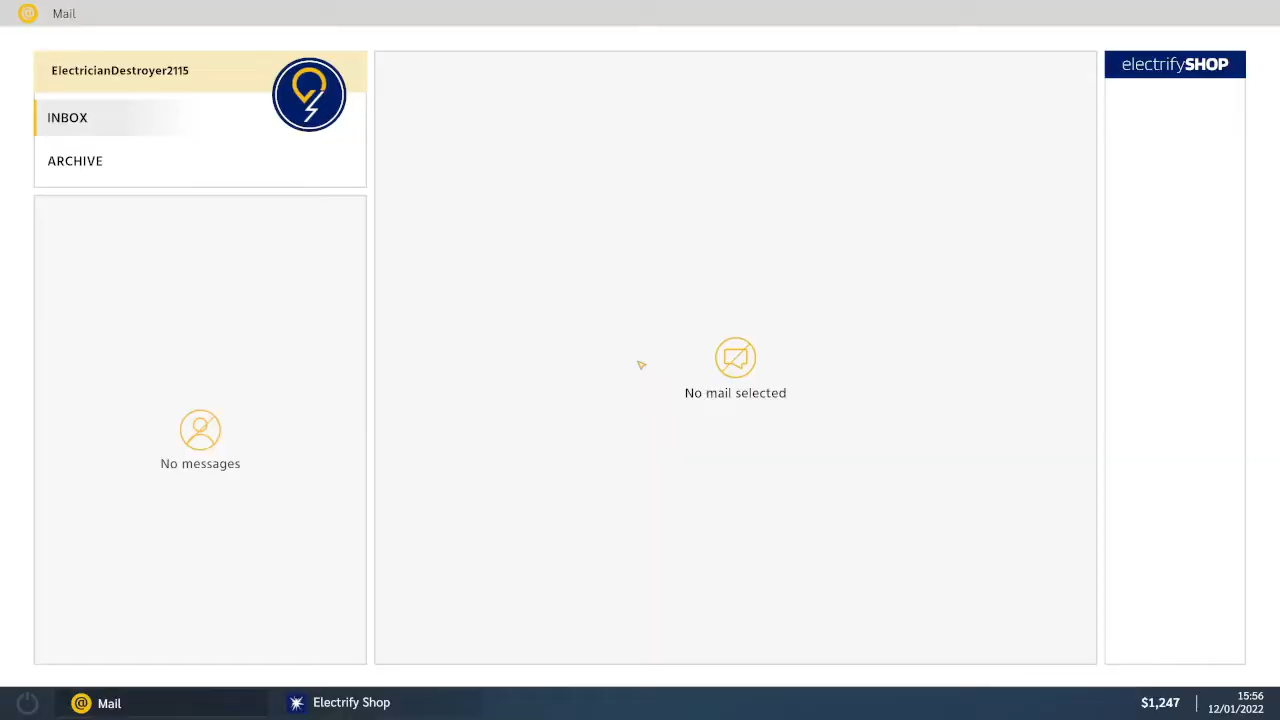 Mail
ElectricianDestroyer2115
INBOX
ARCHIVE
No messages
No mail selected
electrifySHOP
Mail
Electrify Shop
$1,247
15:56
12/01/2022